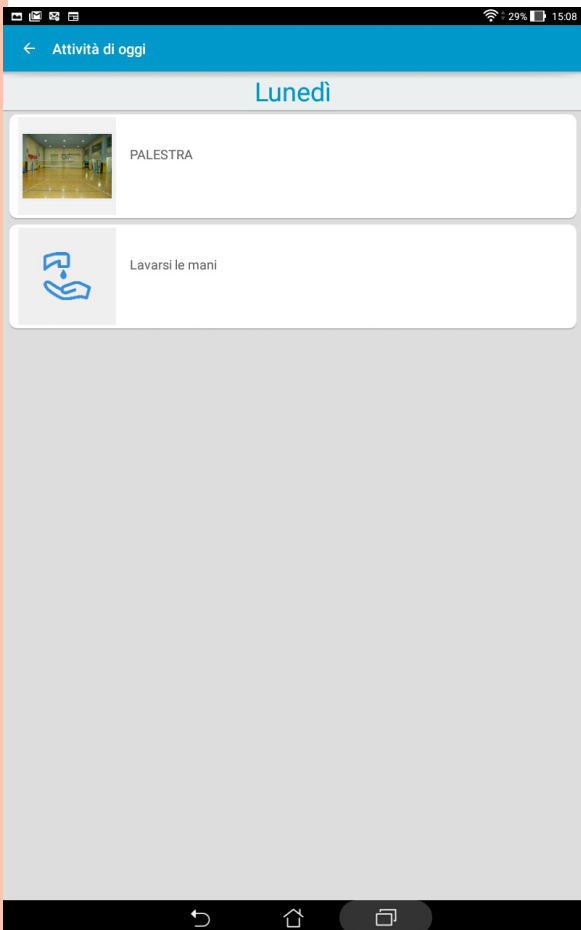 29% 15:08
Attività di oggi
Lunedì
PALESTRA
Lavarsi le mani